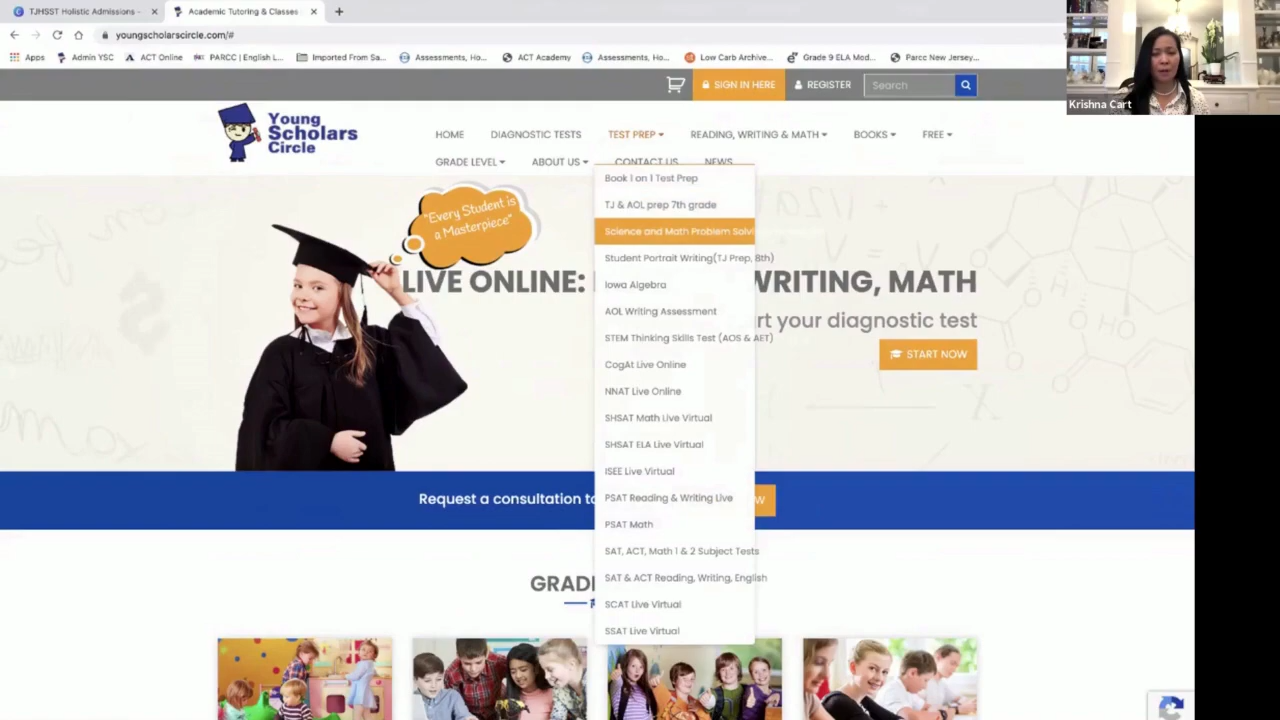 TJHSST Holistic Admissions -
Academic Tutoring & Classes
youngscholarscircle.com/#
Apps
Admin YSC
ACT Online
PARCC | English L...
Imported From Sa...
Assessments, Ho...
ACT Academy
Assessments, Ho...
Low Carb Archive...
Grade 9 ELA Mod...
Parcc New Jersey...
Krishna Cart
SIGN IN HERE
REGISTER
Search
Young
Scholars
Circle
HOME
DIAGNOSTIC TESTS
TEST PREP
READING, WRITING & MATH
BOOKS
FREE
GRADE LEVEL
ABOUT US
CONTACT US
NEWS
Book 1 on 1 Test Prep
TJ & AOL prep 7th grade
Science and Math Problem Solvi
Student Portrait Writing(TJ Prep, 8th)
Iowa Algebra
AOL Writing Assessment
STEM Thinking Skills Test (AOS & AET)
CogAt Live Online
NNAT Live Online
SHSAT Math Live Virtual
SHSAT ELA Live Virtual
ISEE Live Virtual
PSAT Reading & Writing Live
PSAT Math
SAT, ACT, Math 1 & 2 Subject Tests
SAT & ACT Reading, Writing, English
SCAT Live Virtual
SSAT Live Virtual
"Every Student is
a Masterpiece"
LIVE ONLINE: WRITING, MATH
rt your diagnostic test
START NOW
Request a consultation to
W
GRAD